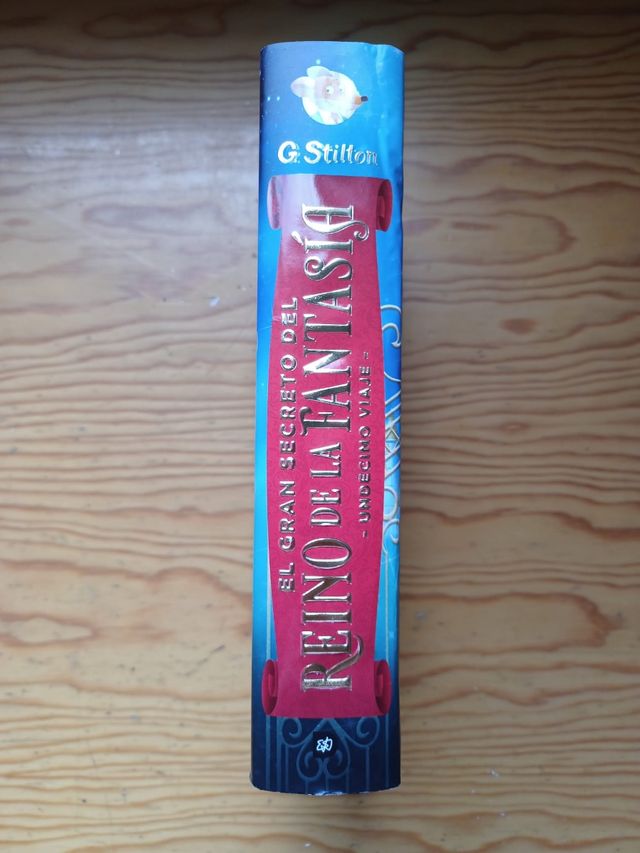 G. Stilton
EL GRAN SECRETO DEL
REINO DE LA FANTASÍA
- UNDÉCIMO VIAJE -